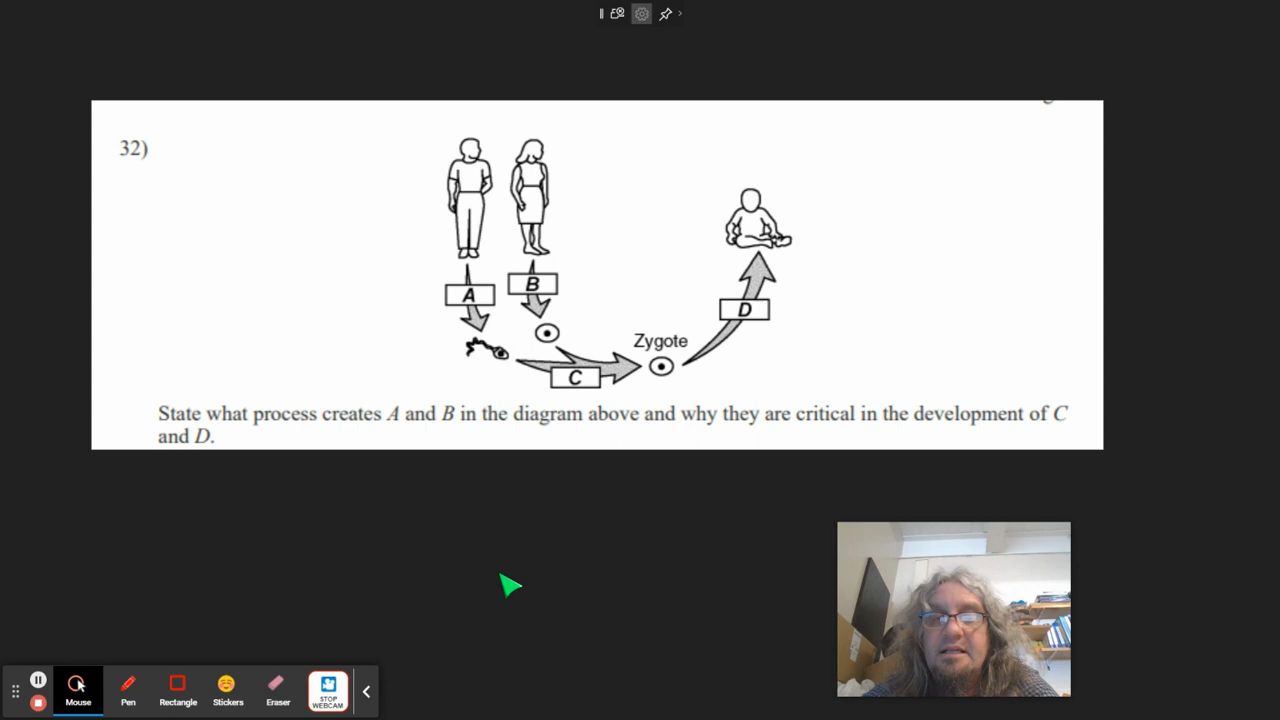 32)
A
B
Zygote
C
D
State what process creates A and B in the diagram above and why they are critical in the development of C
and D.
Mouse
Pen
Rectangle
Stickers
Eraser
STOP
WEBCAM